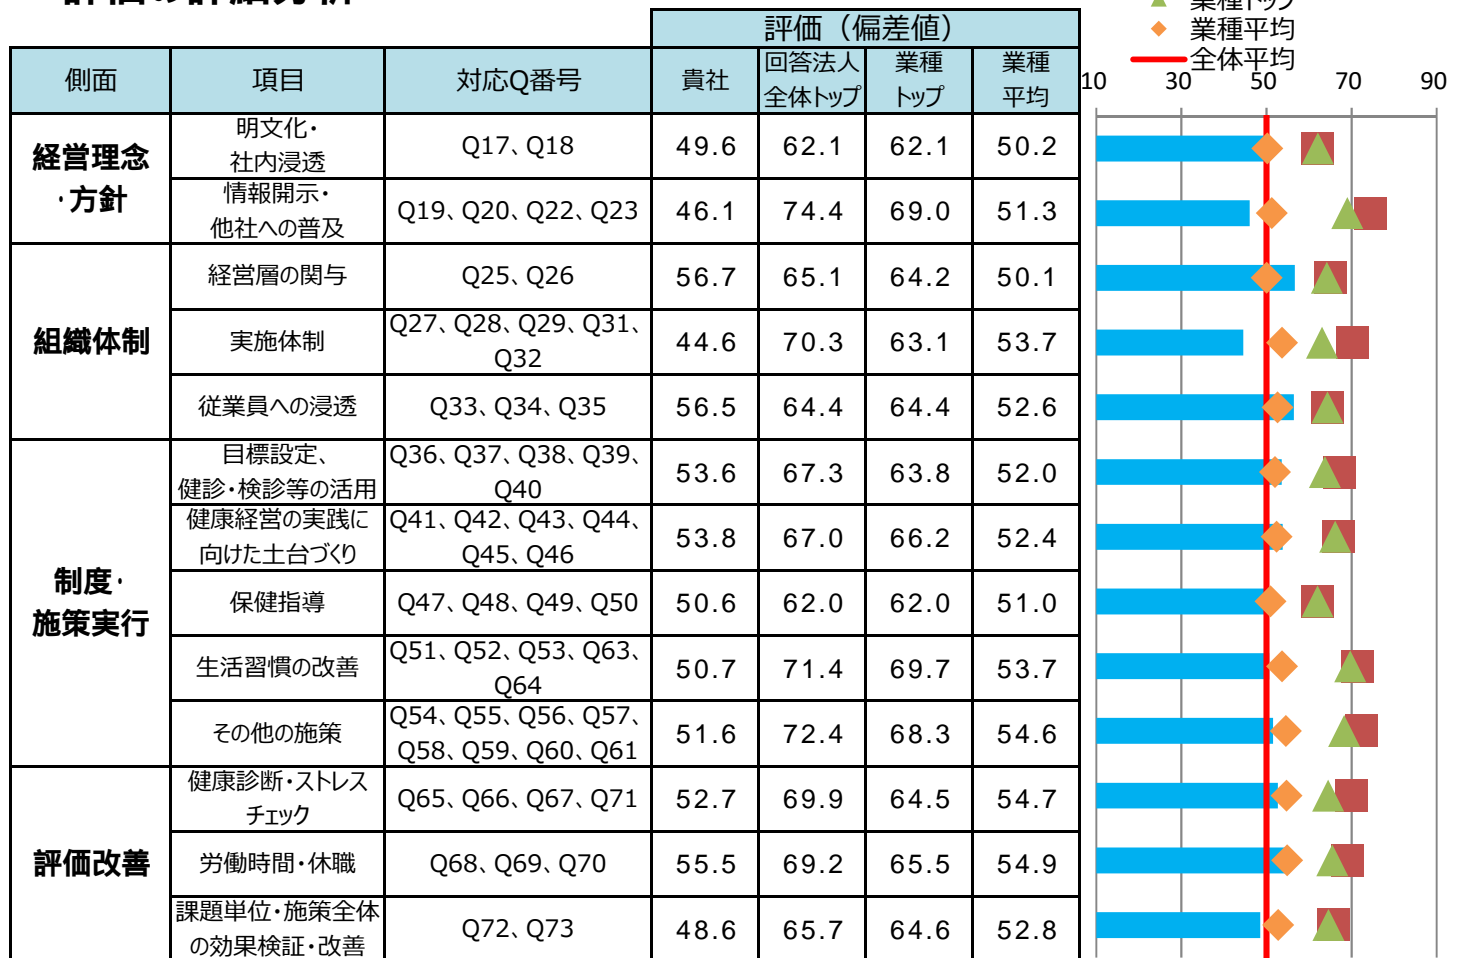 評価の詳細分析
業種トップ
業種平均
全体平均
評価（偏差値）
側面 項目 対応Q番号 貴社 回答法人 業種 業種
全体トップ トップ 平均
10 30 50 70 90
経営理念
・方針
明文化・
社内浸透
Q17、Q18 49.6 62.1 62.1 50.2
情報開示・
他社への普及
Q19、Q20、Q22、Q23 46.1 74.4 69.0 51.3
組織体制
経営層の関与 Q25、Q26 56.7 65.1 64.2 50.1
実施体制
Q27、Q28、Q29、Q31、
Q32
44.6 70.3 63.1 53.7
従業員への浸透 Q33、Q34、Q35 56.5 64.4 64.4 52.6
制度・
施策実行
目標設定、
健診・検診等の活用
Q36、Q37、Q38、Q39、
Q40
53.6 67.3 63.8 52.0
健康経営の実践に
向けた土台づくり
Q41、Q42、Q43、Q44、
Q45、Q46
53.8 67.0 66.2 52.4
保健指導 Q47、Q48、Q49、Q50 50.6 62.0 62.0 51.0
生活習慣の改善
Q51、Q52、Q53、Q63、
Q64
50.7 71.4 69.7 53.7
その他の施策
Q54、Q55、Q56、Q57、
Q58、Q59、Q60、Q61
51.6 72.4 68.3 54.6
評価改善
健康診断・ストレス
チェック
Q65、Q66、Q67、Q71 52.7 69.9 64.5 54.7
労働時間・休職 Q68、Q69、Q70 55.5 69.2 65.5 54.9
課題単位・施策全体
の効果検証・改善
Q72、Q73 48.6 65.7 64.6 52.8